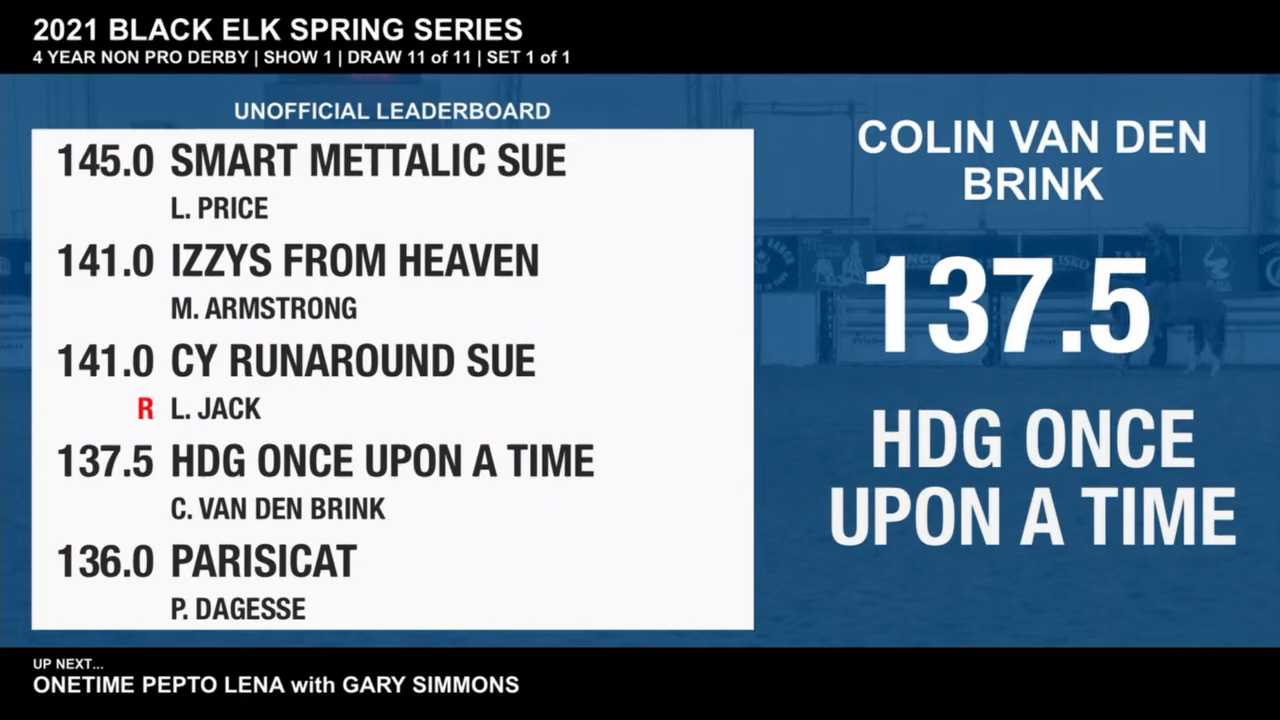 2021 BLACK ELK SPRING SERIES
4 YEAR NON PRO DERBY | SHOW 1 | DRAW 11 of 11 | SET 1 of 1
UNOFFICIAL LEADERBOARD
145.0 SMART METTALIC SUE
L. PRICE
141.0 IZZYS FROM HEAVEN
M. ARMSTRONG
141.0 CY RUNAROUND SUE
R L. JACK
137.5 HDG ONCE UPON A TIME
C. VAN DEN BRINK
136.0 PARISICAT
P. DAGESSE
COLIN VAN DEN
BRINK
137.5
HDG ONCE
UPON A TIME
UP NEXT...
ONETIME PEPTO LENA with GARY SIMMONS